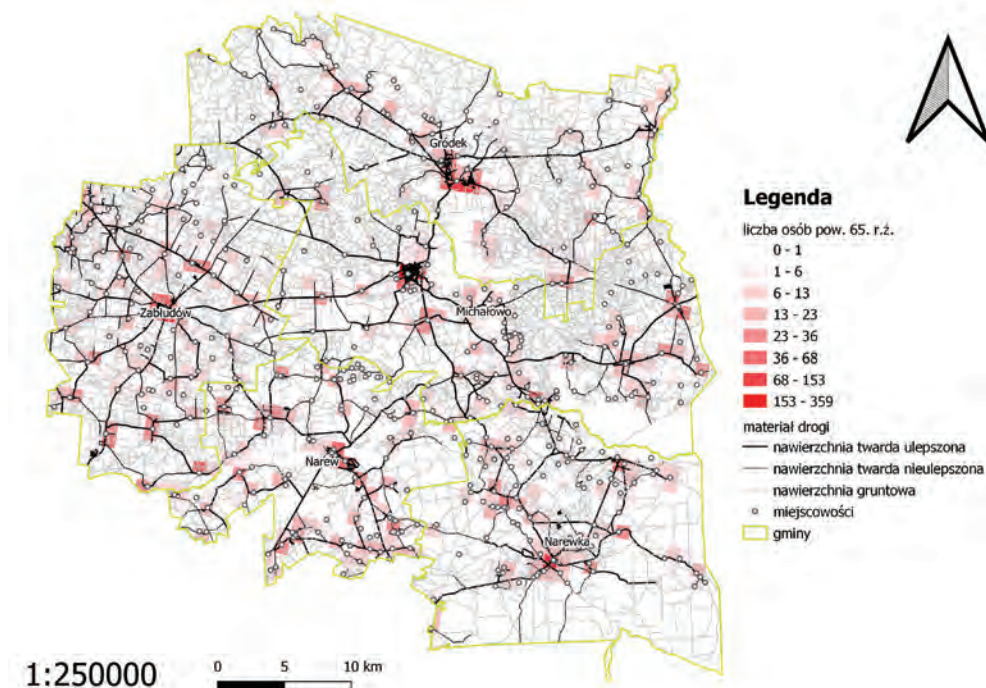 Gródek
Zabłudów
Michałowo
Narew
Narewka
Legenda
liczba osób pow. 65. r.ż.
0 - 1
1 - 6
6 - 13
13 - 23
23 - 36
36 - 68
68 - 153
153 - 359
materiał drogi
nawierzchnia twarda ulepszona
nawierzchnia twarda nieulepszona
nawierzchnia gruntowa
miejscowości
gminy
1:250000
0 5 10 km